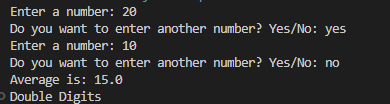 Enter a number: 20
Do you want to enter another number? Yes/No: yes
Enter a number: 10
Do you want to enter another number? Yes/No: no
Average is: 15.0
Double Digits